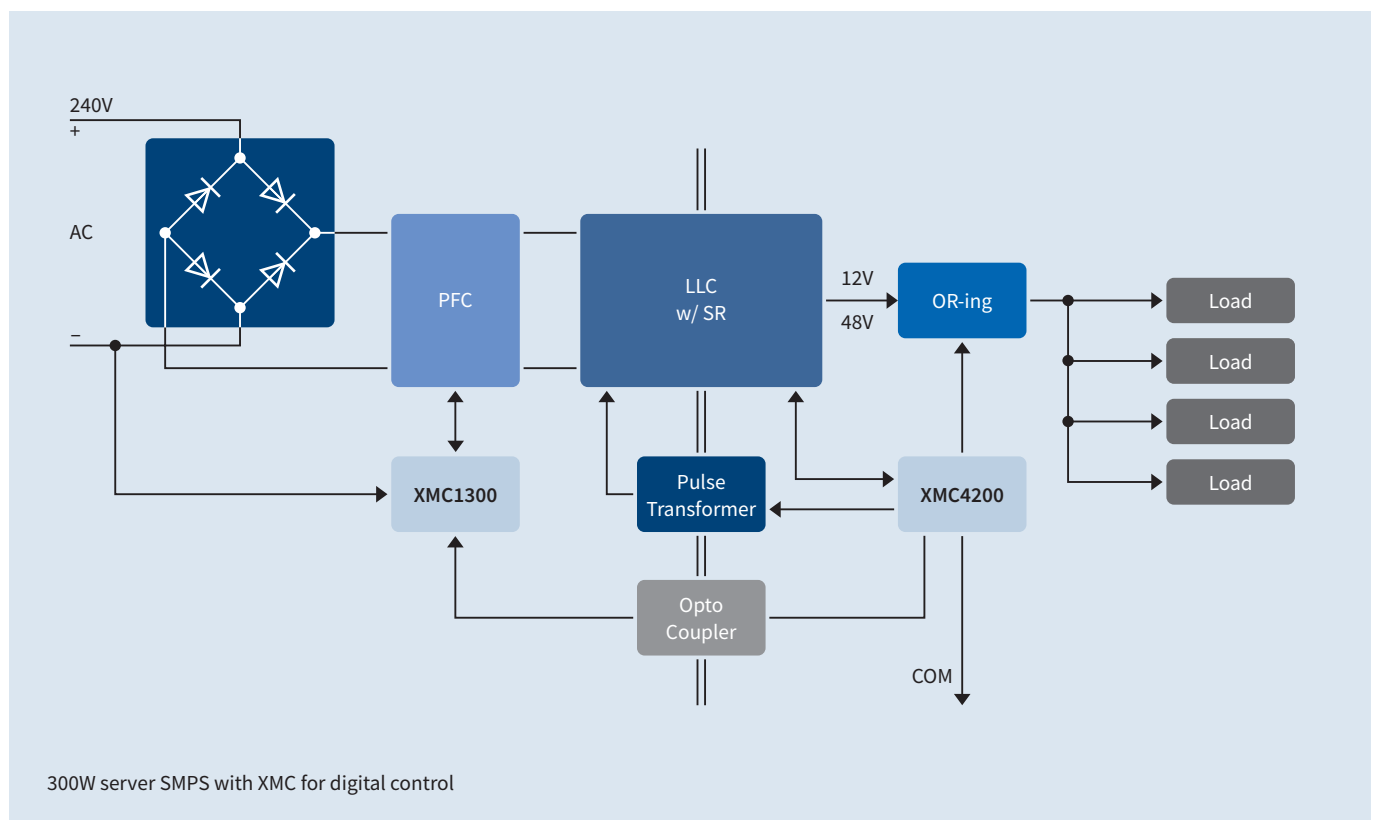 240V
+
AC
−
PFC
LLC
w/ SR
12V
48V
OR-ing
Load
Load
Load
Load
XMC1300
Pulse
Transformer
XMC4200
Opto
Coupler
COM
300W server SMPS with XMC for digital control